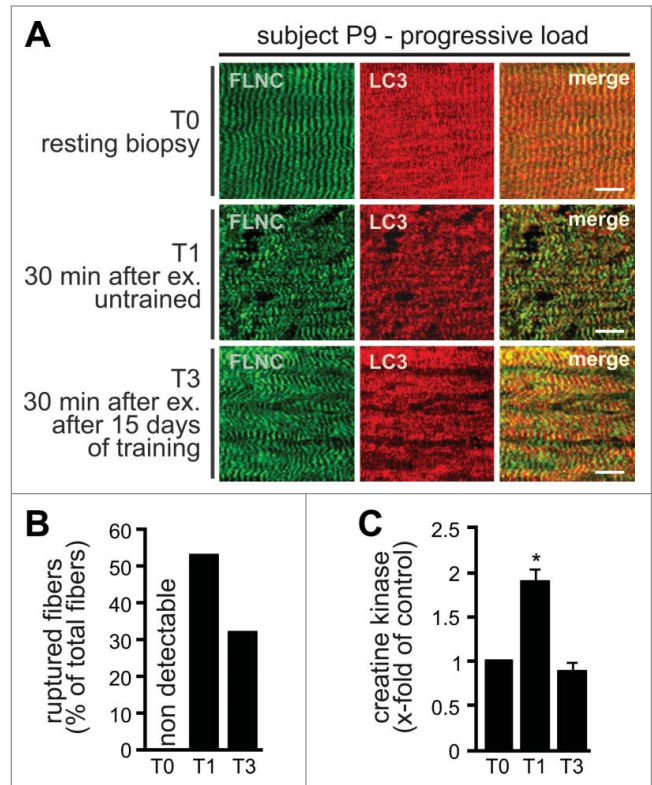 A
subject P9 - progressive load
FLNC LC3 merge
T0
resting biopsy
FLNC LC3 merge
T1
30 min after ex.
untrained
FLNC LC3 merge
T3
30 min after ex.
after 15 days
of training
B
ruptured fibers
(% of total fibers)
60
50
40
30
20
10
0
non detectable
T0 T1 T3
C
creatine kinase
(x-fold of control)
2.5
2
1.5
1
0.5
0
*
T0 T1 T3